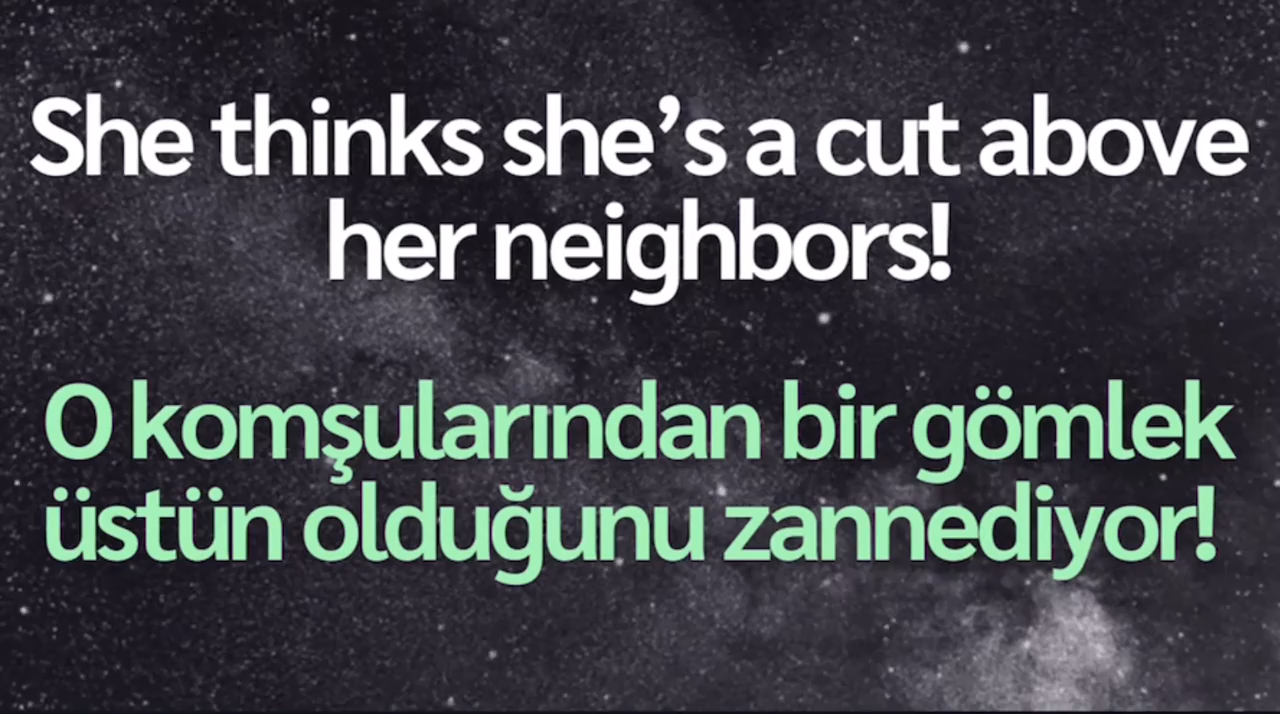 She thinks she’s a cut above
her neighbors!
O komşularından bir gömlek
üstün olduğunu zannediyor!